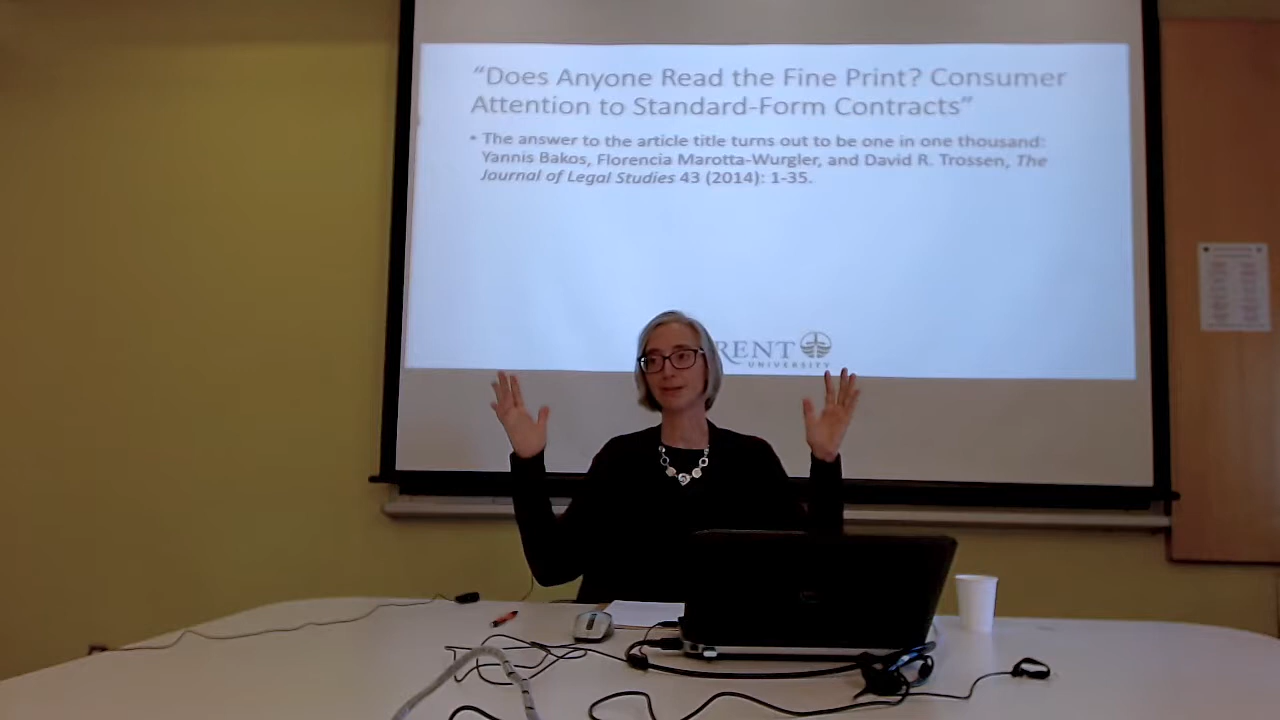 “Does Anyone Read the Fine Print? Consumer
Attention to Standard-Form Contracts”
• The answer to the article title turns out to be one in one thousand:
Yannis Bakos, Florencia Marotta-Wurgler, and David R. Trossen, The
Journal of Legal Studies 43 (2014): 1-35.
RENT
UNIVERSITY